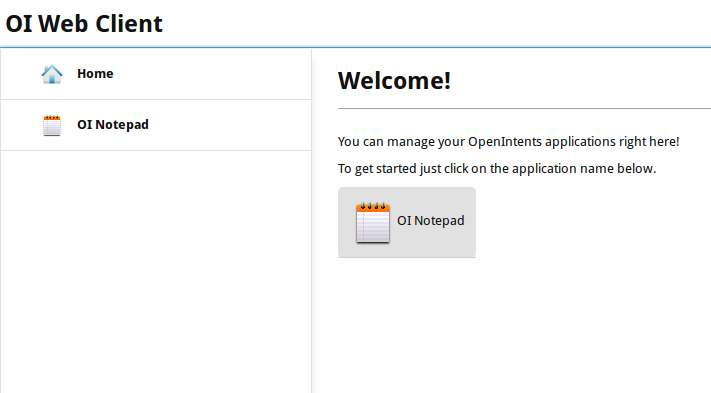 OI Web Client
Home
OI Notepad
Welcome!
You can manage your OpenIntents applications right here!
To get started just click on the application name below.
OI Notepad